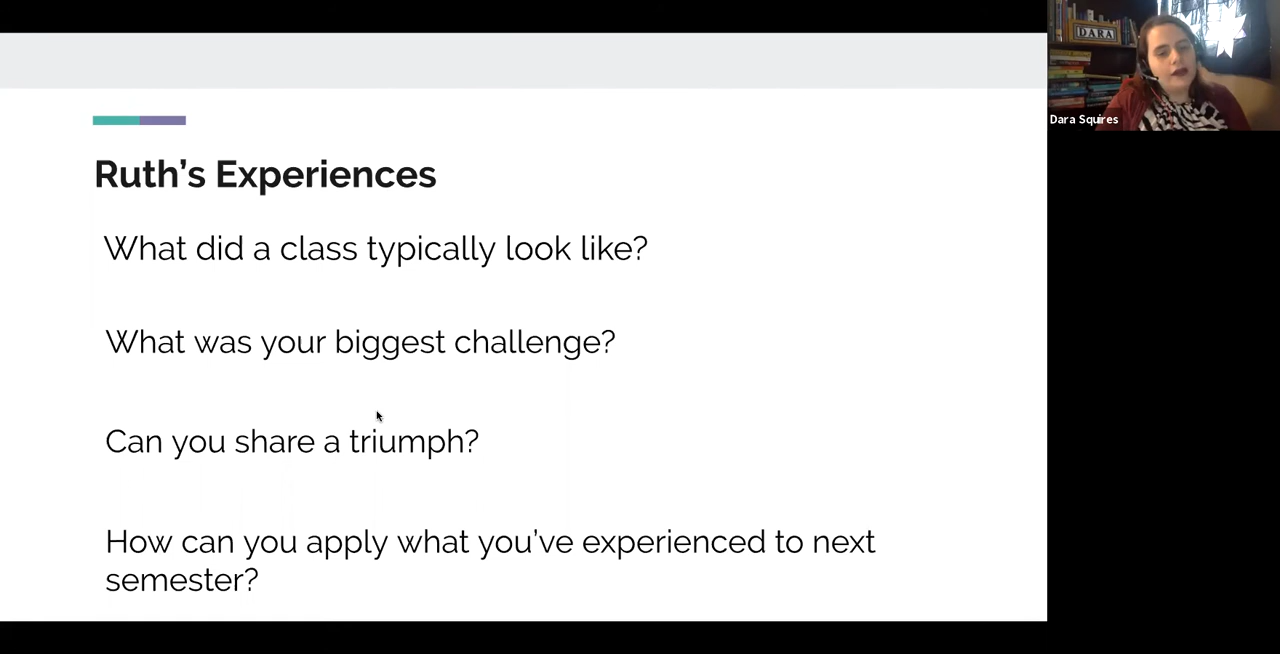 Ruth’s Experiences
What did a class typically look like?
What was your biggest challenge?
Can you share a triumph?
How can you apply what you’ve experienced to next
semester?
DARA
Dara Squires